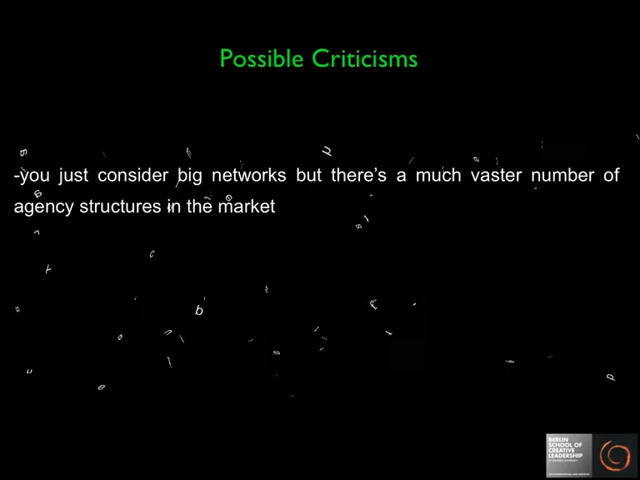 Possible Criticisms
-you just consider big networks but there's a much vaster number of
agency structures in the market
BERLIN
SCHOOL OF
CREATIVE
LEADERSHIP